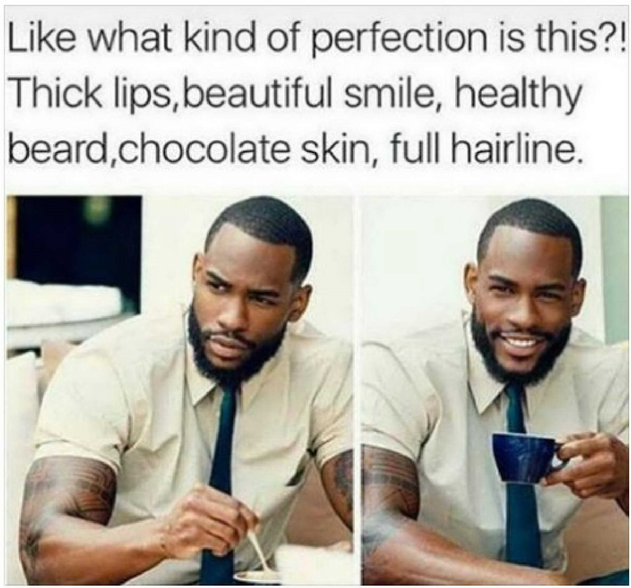 Like what kind of perfection is this?!
Thick lips,beautiful smile, healthy
beard,chocolate skin, full hairline.